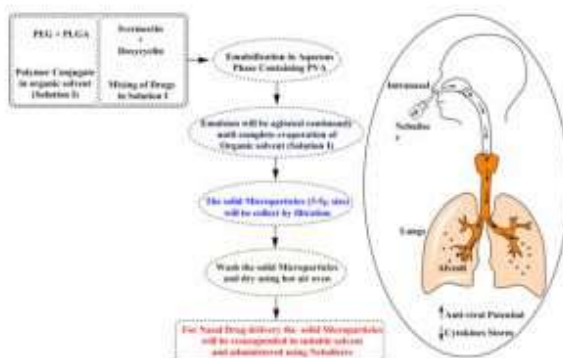 PEG + PLGA
Polymer Conjugate
in organic solvent
(Solution I)
Ivermectin
+
Doxycyclin
Mixing of Drugs
in Solution I
Emulsification in Aqueous
Phase Containing PVA
Emulsion will be agitated continuously
until complete evaporation of
Organic solvent (Solution I)
The solid Microparticles size)
will be collect by filtration
Wash the solid Microparticles
and dry using hot air oven
For Nasal Drug delivery the solid Microparticles
will be resuspended in suitable solvent
and administered using Nebulizers
Intranasal
Nebulize
r
Lungs
Alveoli
Anti-viral Potential
Cytokines Storm